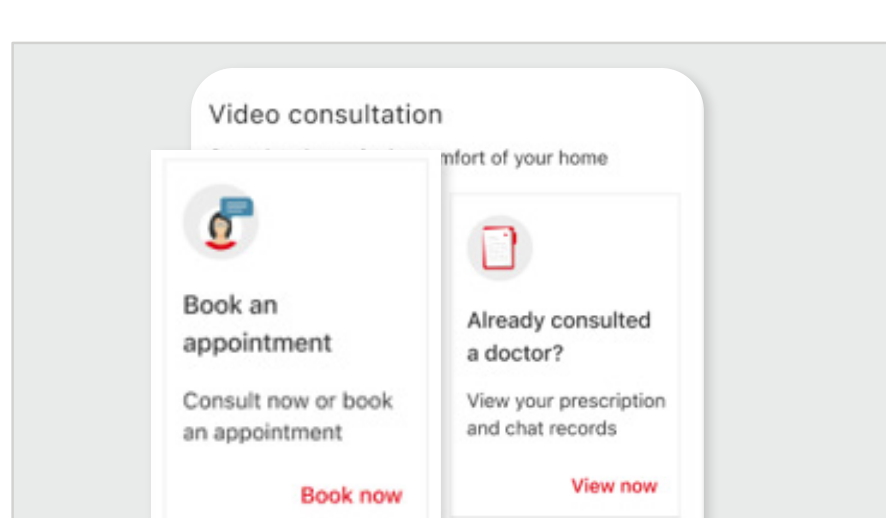 Video consultation
mfort of your home
Book an
appointment
Consult now or book
an appointment
Book now
Already consulted
a doctor?
View your prescription
and chat records
View now